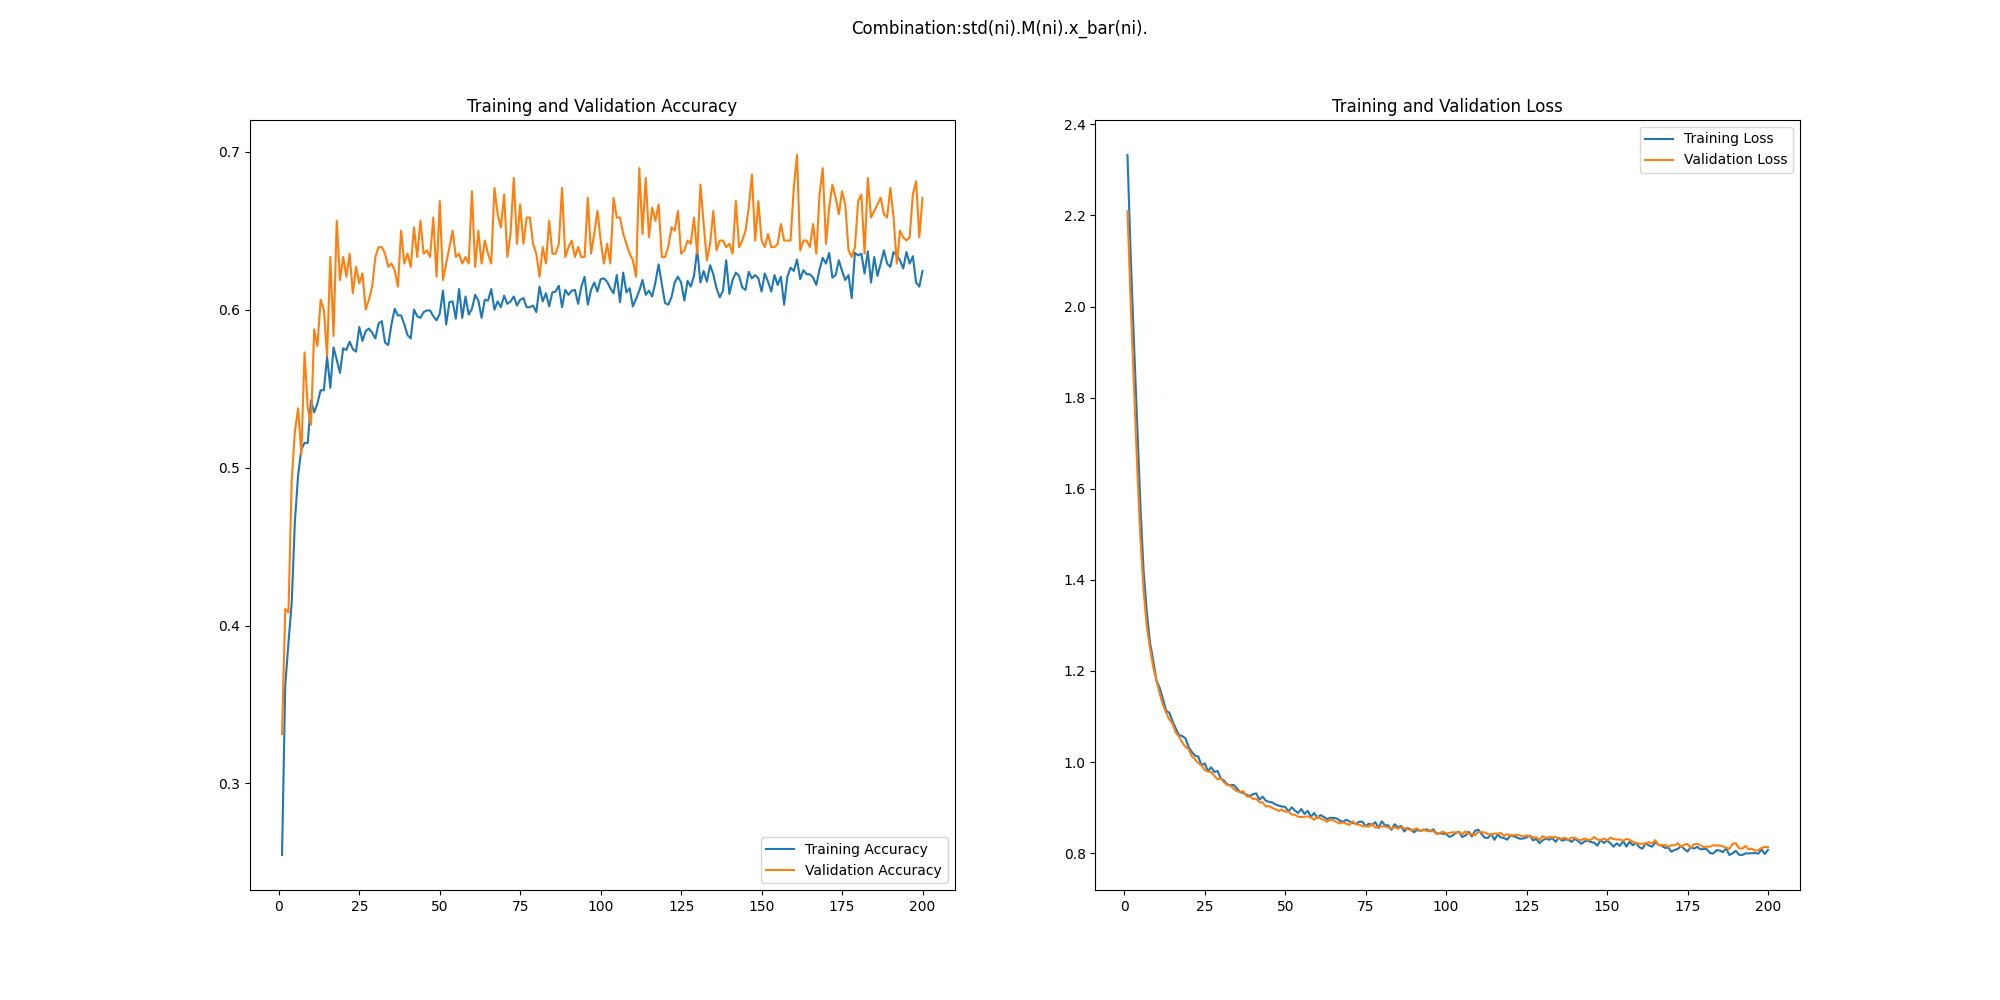 Combination:std(ni).M(ni).x_bar(ni).
Training and Validation Accuracy
0.7
0.6
0.5
0.4
0.3
Training Accuracy
Validation Accuracy
0 25 50 75 100 125 150 175 200
Training and Validation Loss
2.4
2.2
2.0
1.8
1.6
1.4
1.2
1.0
0.8
Training Loss
Validation Loss
0 25 50 75 100 125 150 175 200